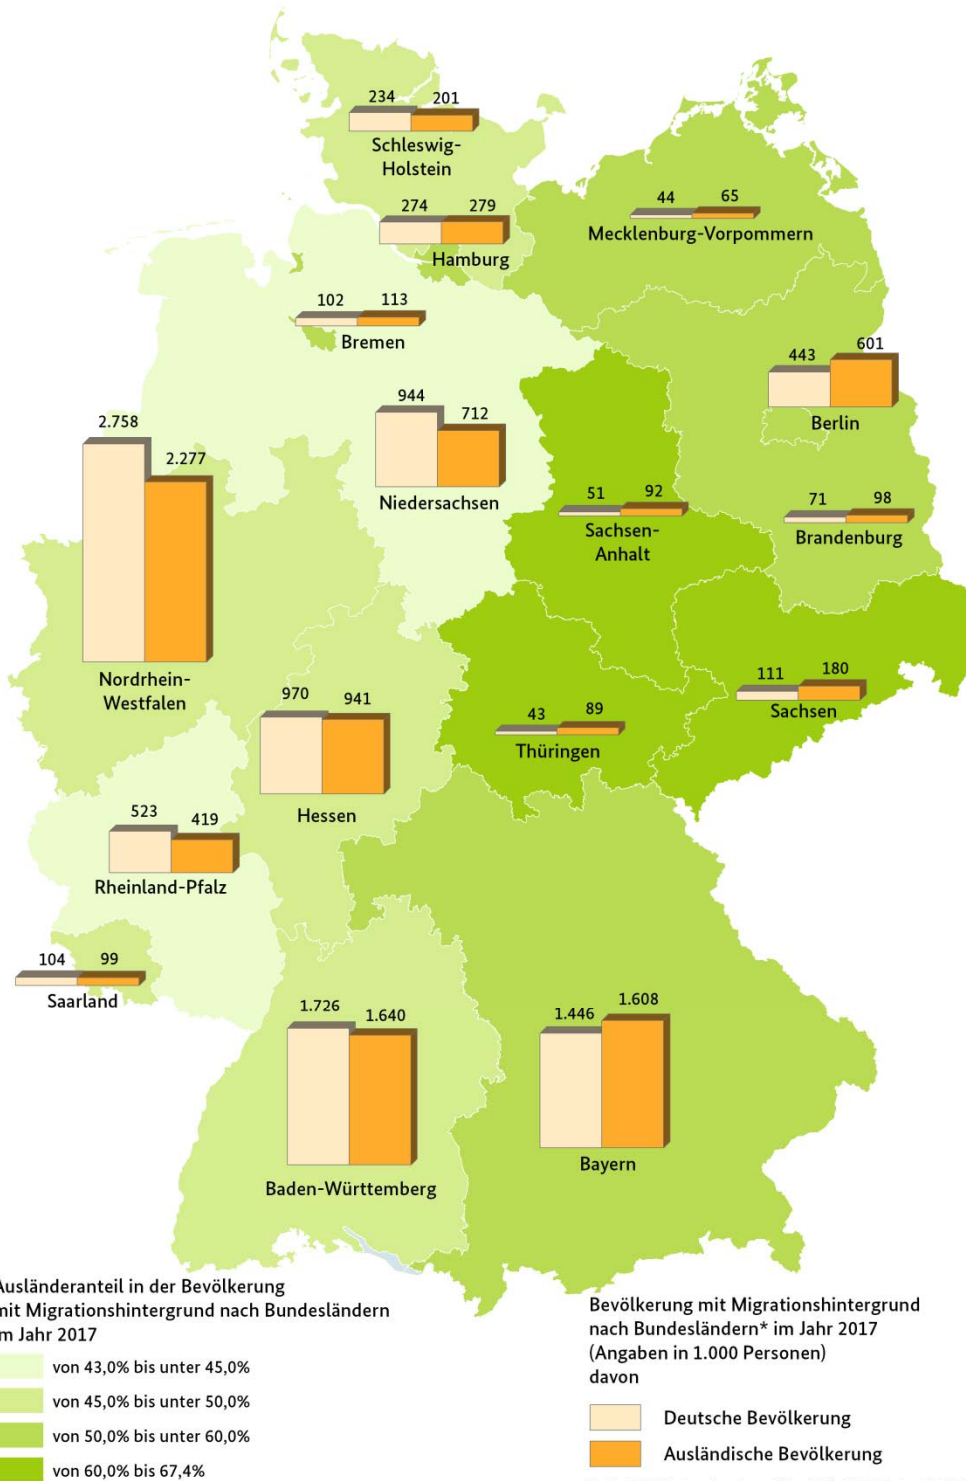 234 201
Schleswig-
Holstein
44 65
Mecklenburg-Vorpommern
274 279
Hamburg
102 113
Bremen
443 601
Berlin
944 712
Niedersachsen
2.758 2.277
Nordrhein-
Westfalen
51 92
Sachsen-
Anhalt
71 98
Brandenburg
111 180
Sachsen
43 89
Thüringen
970 941
Hessen
523 419
Rheinland-Pfalz
104 99
Saarland
1.726 1.640
Baden-Württemberg
1.446 1.608
Bayern
Ausländeranteil in der Bevölkerung
mit Migrationshintergrund nach Bundesländern
im Jahr 2017
von 43,0% bis unter 45,0%
von 45,0% bis unter 50,0%
von 50,0% bis unter 60,0%
von 60,0% bis 67,4%
Bevölkerung mit Migrationshintergrund
nach Bundesländern* im Jahr 2017
(Angaben in 1.000 Personen)
davon
Deutsche Bevölkerung
Ausländische Bevölkerung